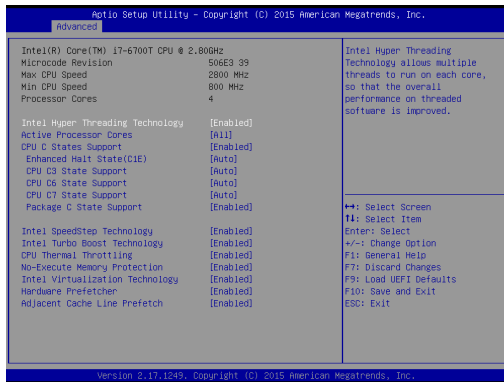 Aptio Setup Utility – Copyright (C) 2015 American Megatrends, Inc.
Advanced
Intel(R) Core(TM) i7-6700T CPU @ 2.80GHz
Microcode Revision 506E3 39
Max CPU Speed 2800 MHz
Min CPU Speed 800 MHz
Processor Cores 4
Intel Hyper Threading Technology [Enabled]
Active Processor Cores [All]
CPU C States Support [Enabled]
Enhanced Halt State(C1E) [Auto]
CPU C3 State Support [Auto]
CPU C6 State Support [Auto]
CPU C7 State Support [Auto]
Package C State Support [Enabled]
Intel SpeedStep Technology [Enabled]
Intel Turbo Boost Technology [Enabled]
CPU Thermal Throttling [Enabled]
No-Execute Memory Protection [Enabled]
Intel Virtualization Technology [Enabled]
Hardware Prefetcher [Enabled]
Adjacent Cache Line Prefetch [Enabled]
Intel Hyper Threading
Technology allows multiple
threads to run on each core,
so that the overall
performance on threaded
software is improved.
↔: Select Screen
↑↓: Select Item
Enter: Select
+/-: Change Option
F1: General Help
F7: Discard Changes
F9: Load UEFI Defaults
F10: Save and Exit
ESC: Exit
Version 2.17.1249. Copyright (C) 2015 American Megatrends, Inc.